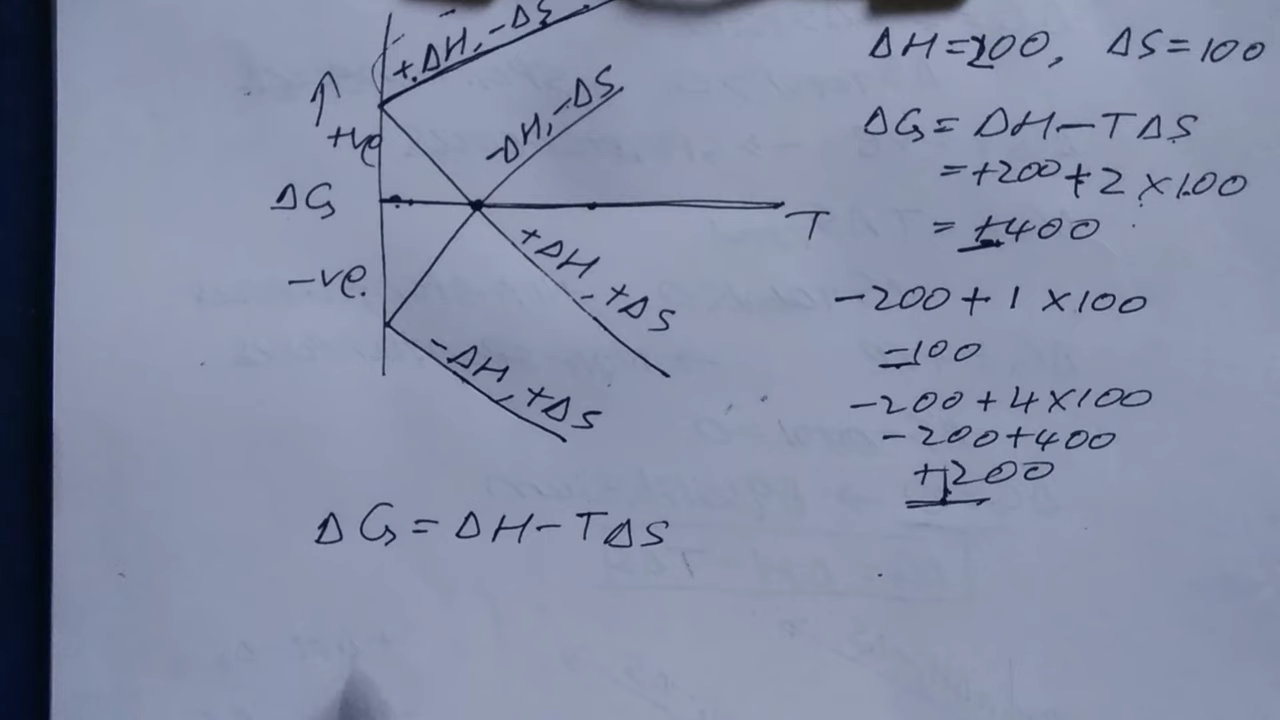 +ΔH, -ΔS
-ΔH, -ΔS
+ve
ΔG
T
-ve.
+ΔH, +ΔS
-ΔH, +ΔS
ΔG = ΔH - TΔS
ΔH = 200, ΔS = 100
ΔG = ΔH - TΔS
= +200 + 2 × 100
= +400
-200 + 1 × 100
-100
-200 + 4 × 100
-200 + 400
+200